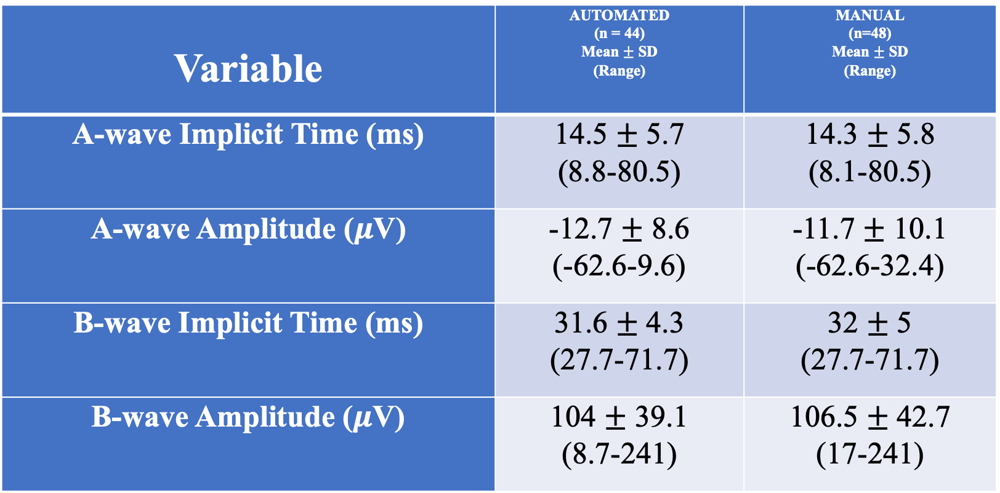 Variable
AUTOMATED
(n = 44)
Mean ± SD
(Range)
MANUAL
(n=48)
Mean ± SD
(Range)
A-wave Implicit Time (ms)
14.5 ± 5.7
(8.8-80.5)
14.3 ± 5.8
(8.1-80.5)
A-wave Amplitude (μV)
-12.7 ± 8.6
(-62.6-9.6)
-11.7 ± 10.1
(-62.6-32.4)
B-wave Implicit Time (ms)
31.6 ± 4.3
(27.7-71.7)
32 ± 5
(27.7-71.7)
B-wave Amplitude (μV)
104 ± 39.1
(8.7-241)
106.5 ± 42.7
(17-241)